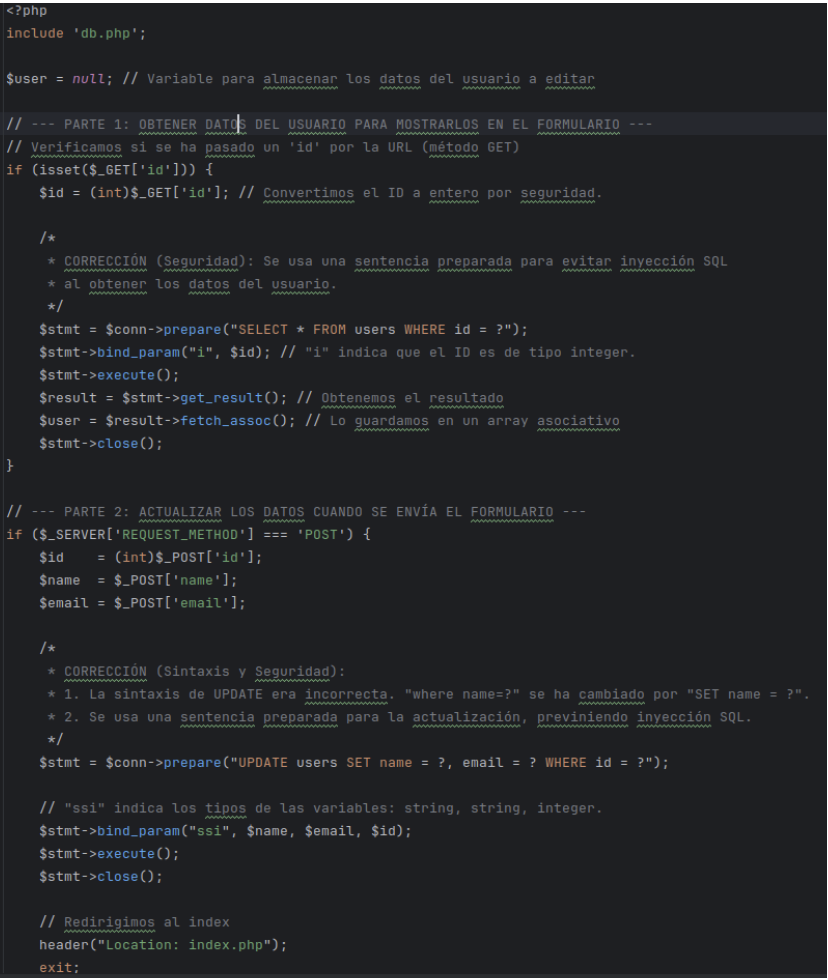 <?php
include 'db.php';
$user = null; // Variable para almacenar los datos del usuario a editar
// --- PARTE 1: OBTENER DATOS DEL USUARIO PARA MOSTRARLOS EN EL FORMULARIO ---
// Verificamos si se ha pasado un 'id' por la URL (método GET)
if (isset($_GET['id'])) {
    $id = (int)$_GET['id']; // Convertimos el ID a entero por seguridad.
    /*
     * CORRECCIÓN (Seguridad): Se usa una sentencia preparada para evitar inyección SQL
     * al obtener los datos del usuario.
     */
    $stmt = $conn->prepare("SELECT * FROM users WHERE id = ?");
    $stmt->bind_param("i", $id); // "i" indica que el ID es de tipo integer.
    $stmt->execute();
    $result = $stmt->get_result(); // Obtenemos el resultado
    $user = $result->fetch_assoc(); // Lo guardamos en un array asociativo
    $stmt->close();
}
// --- PARTE 2: ACTUALIZAR LOS DATOS CUANDO SE ENVÍA EL FORMULARIO ---
if ($_SERVER['REQUEST_METHOD'] === 'POST') {
    $id    = (int)$_POST['id'];
    $name  = $_POST['name'];
    $email = $_POST['email'];
    /*
     * CORRECCIÓN (Sintaxis y Seguridad):
     * 1. La sintaxis de UPDATE era incorrecta. "where name=?" se ha cambiado por "SET name = ?".
     * 2. Se usa una sentencia preparada para la actualización, previniendo inyección SQL.
     */
    $stmt = $conn->prepare("UPDATE users SET name = ?, email = ? WHERE id = ?");
    // "ssi" indica los tipos de las variables: string, string, integer.
    $stmt->bind_param("ssi", $name, $email, $id);
    $stmt->execute();
    $stmt->close();
    // Redirigimos al index
    header("Location: index.php");
    exit;